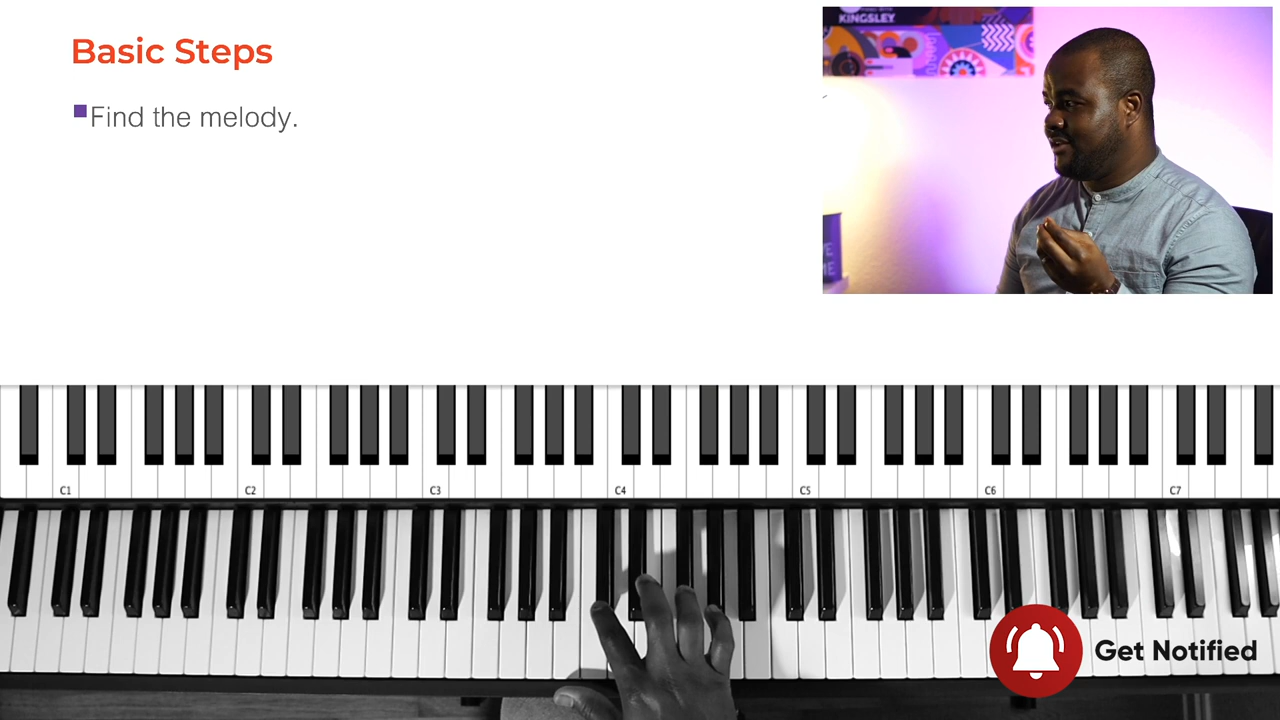 Basic Steps
Find the melody.
KINGSLEY
C1 C2 C3 C4 C5 C6 C7
Get Notified